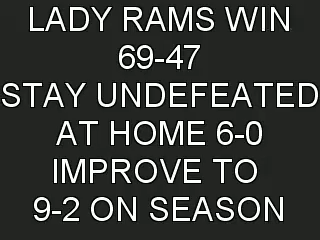 LADY RAMS WIN
69-47
STAY UNDEFEATED
AT HOME 6-0
IMPROVE TO
9-2 ON SEASON